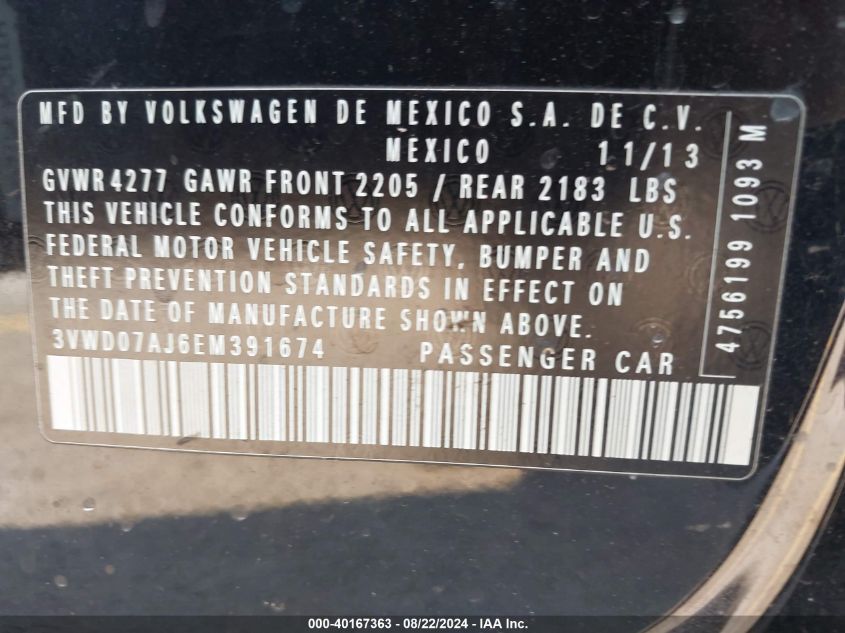 MFD BY VOLKSWAGEN DE MEXICO S.A. DE C.V.
MEXICO 11/13
GVWR 4277 GAWR FRONT 2205 / REAR 2183 LBS
THIS VEHICLE CONFORMS TO ALL APPLICABLE U.S.
FEDERAL MOTOR VEHICLE SAFETY, BUMPER AND
THEFT PREVENTION STANDARDS IN EFFECT ON
THE DATE OF MANUFACTURE SHOWN ABOVE.
3VWD07AJ6EM391674 PASSENGER CAR
4756199 1093 M
000-40167363 - 08/22/2024 - IAA Inc.